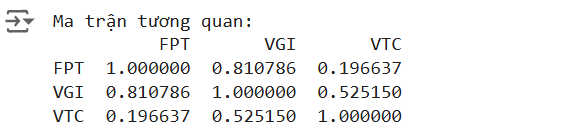 Ma trận tương quan:
FPT VGI VTC
FPT 1.000000 0.810786 0.196637
VGI 0.810786 1.000000 0.525150
VTC 0.196637 0.525150 1.000000